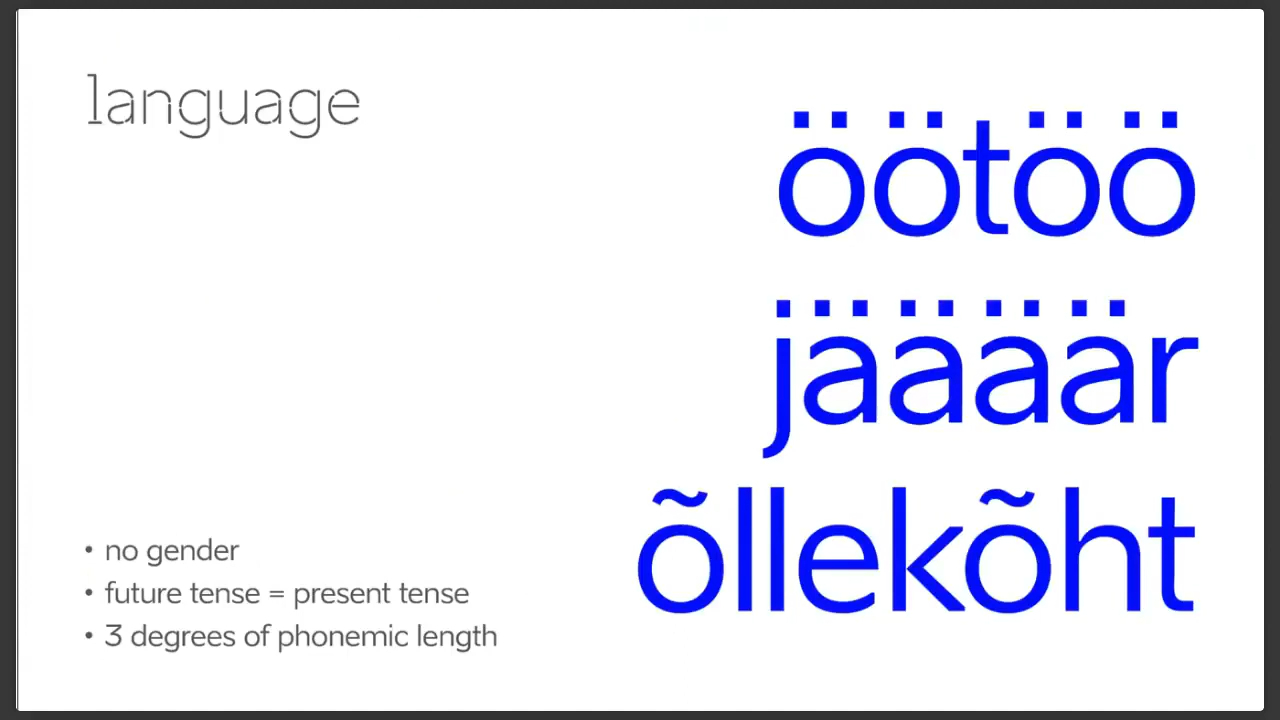 language
öötöö
jäääär
õllekõht
• no gender
• future tense = present tense
• 3 degrees of phonemic length